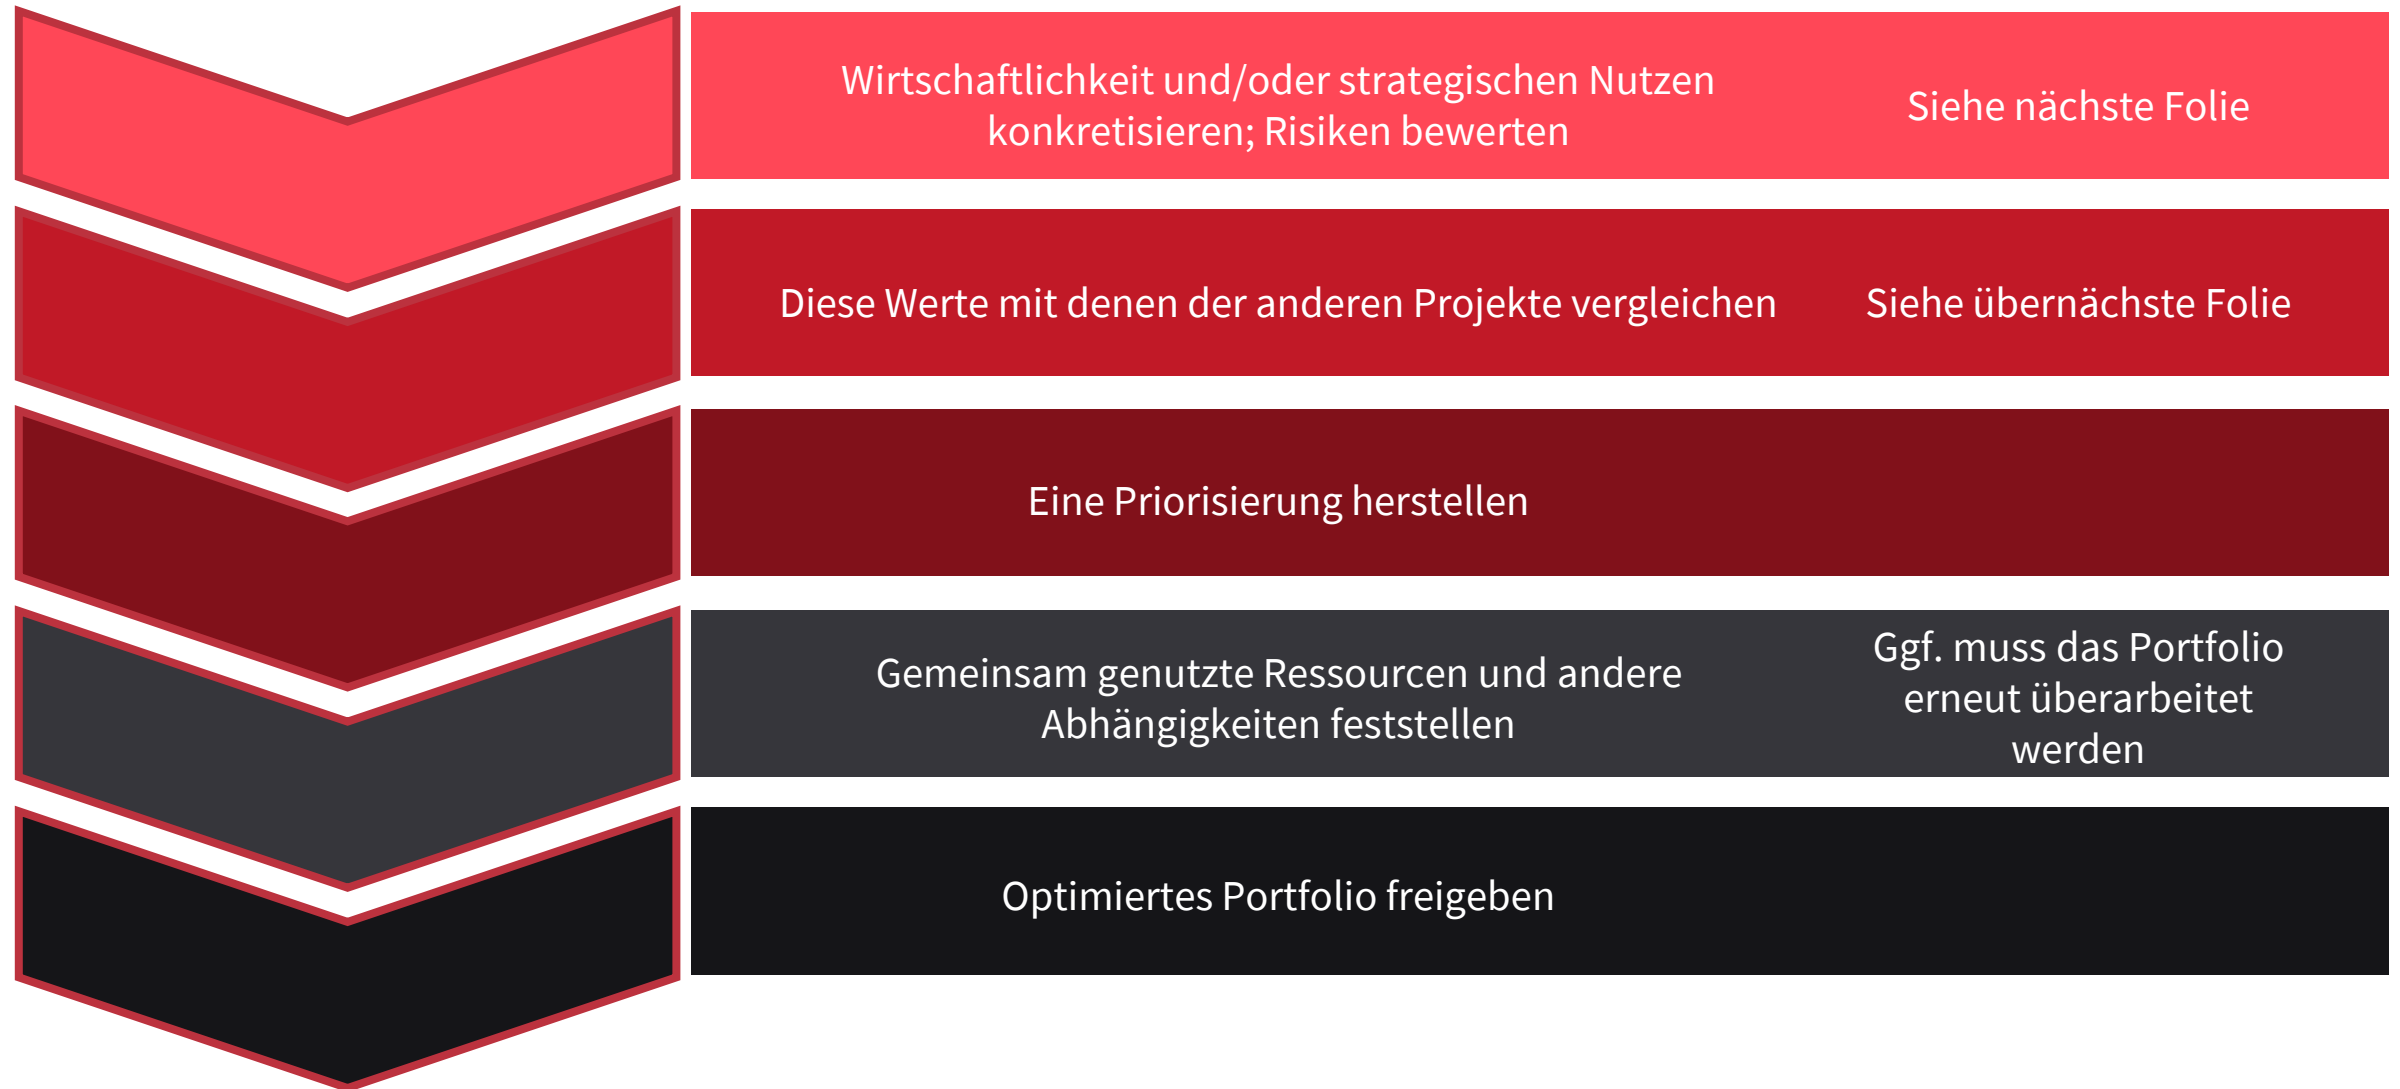 Wirtschaftlichkeit und/oder strategischen Nutzen
konkretisieren; Risiken bewerten
Siehe nächste Folie
Diese Werte mit denen der anderen Projekte vergleichen
Siehe übernächste Folie
Eine Priorisierung herstellen
Gemeinsam genutzte Ressourcen und andere
Abhängigkeiten feststellen
Ggf. muss das Portfolio
erneut überarbeitet
werden
Optimiertes Portfolio freigeben